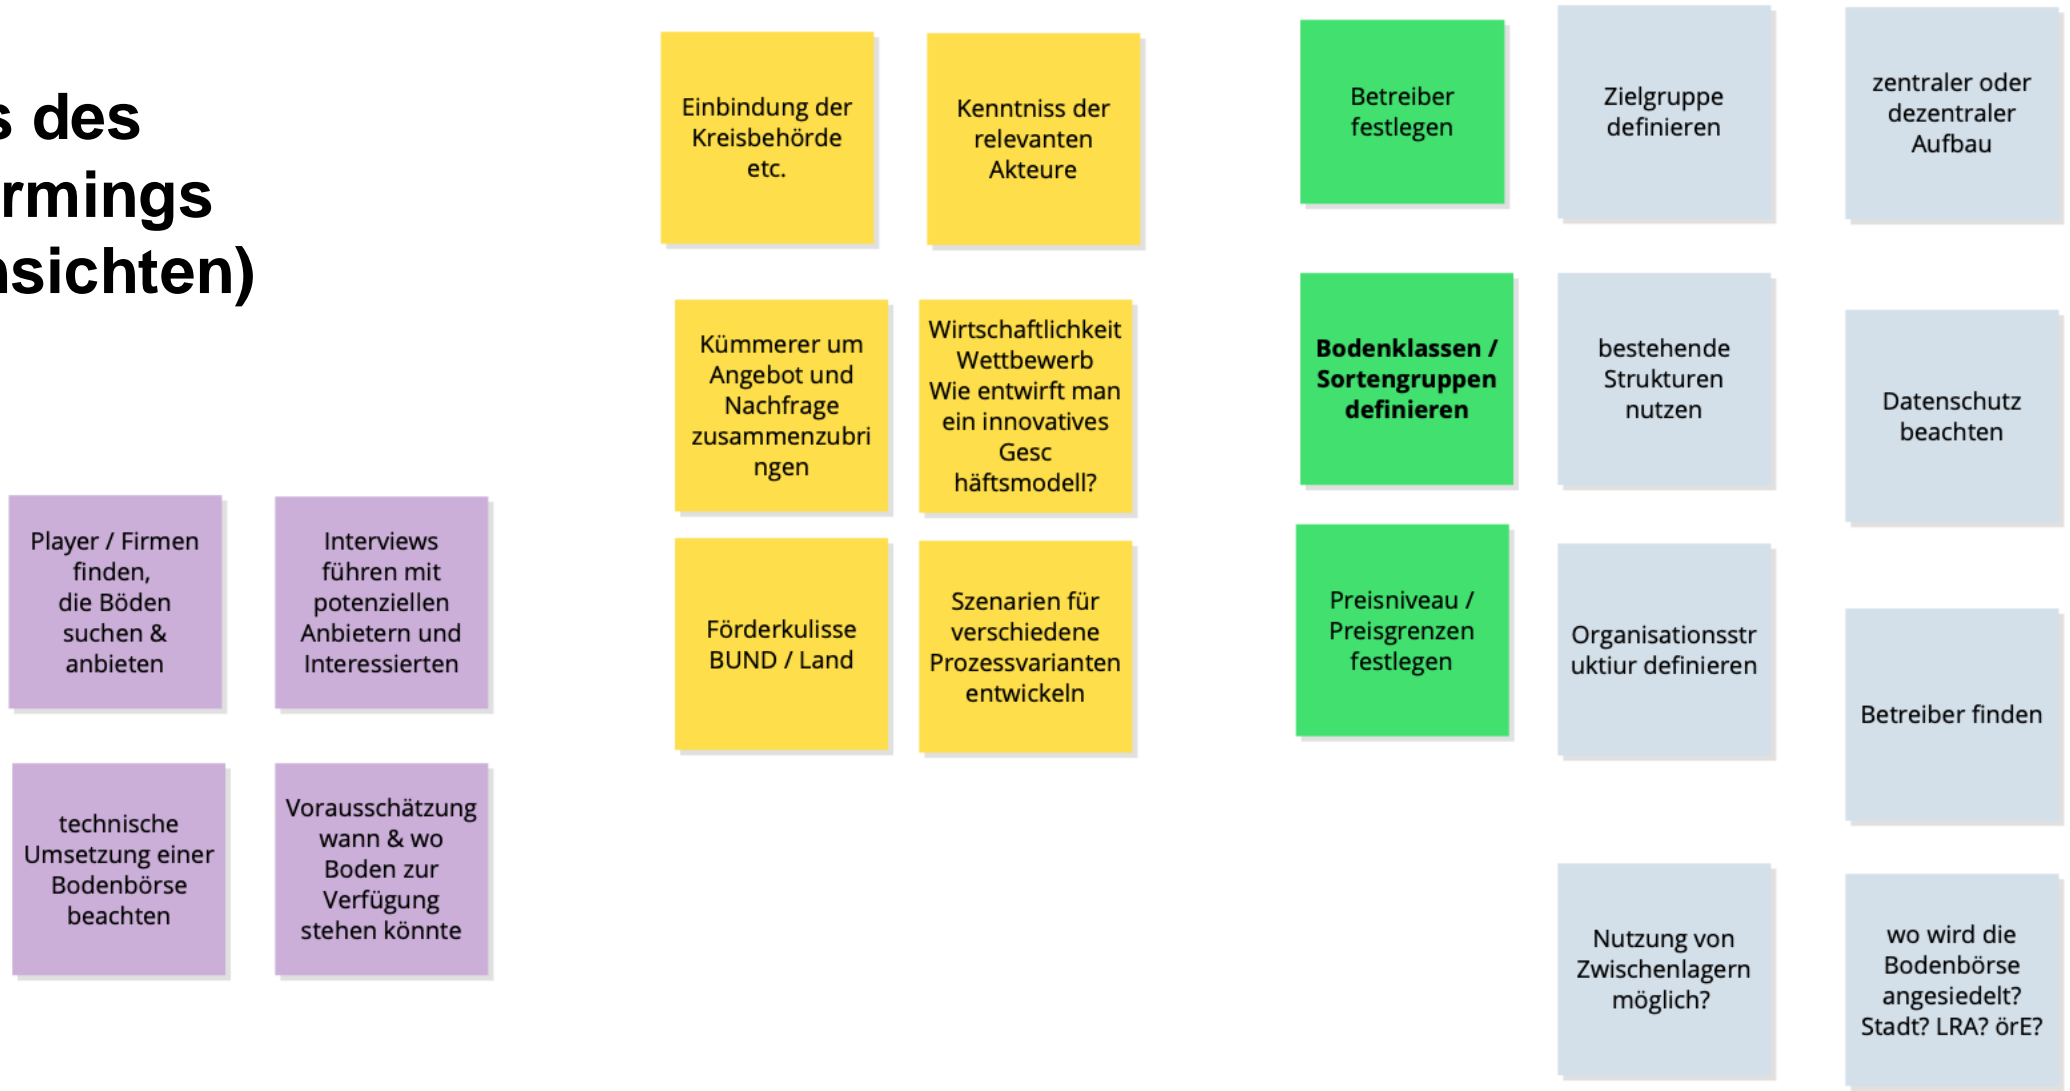 s des
rmings
nsichten)
Player / Firmen
finden,
die Böden
suchen &
anbieten
Interviews
führen mit
potenziellen
Anbietern und
Interessierten
technische
Umsetzung einer
Bodenbörse
beachten
Vorausschätzung
wann & wo
Boden zur
Verfügung
stehen könnte
Einbindung der
Kreisbehörde
etc.
Kenntniss der
relevanten
Akteure
Kümmerer um
Angebot und
Nachfrage
zusammenzubri
ngen
Wirtschaftlichkeit
Wettbewerb
Wie entwirft man
ein innovatives
Gesc
häftsmodell?
Förderkulisse
BUND / Land
Szenarien für
verschiedene
Prozessvarianten
entwickeln
Betreiber
festlegen
Bodenklassen /
Sortengruppen
definieren
Preisniveau /
Preisgrenzen
festlegen
Zielgruppe
definieren
zentraler oder
dezentraler
Aufbau
bestehende
Strukturen
nutzen
Datenschutz
beachten
Organisationsstr
uktiur definieren
Betreiber finden
Nutzung von
Zwischenlagern
möglich?
wo wird die
Bodenbörse
angesiedelt?
Stadt? LRA? örE?